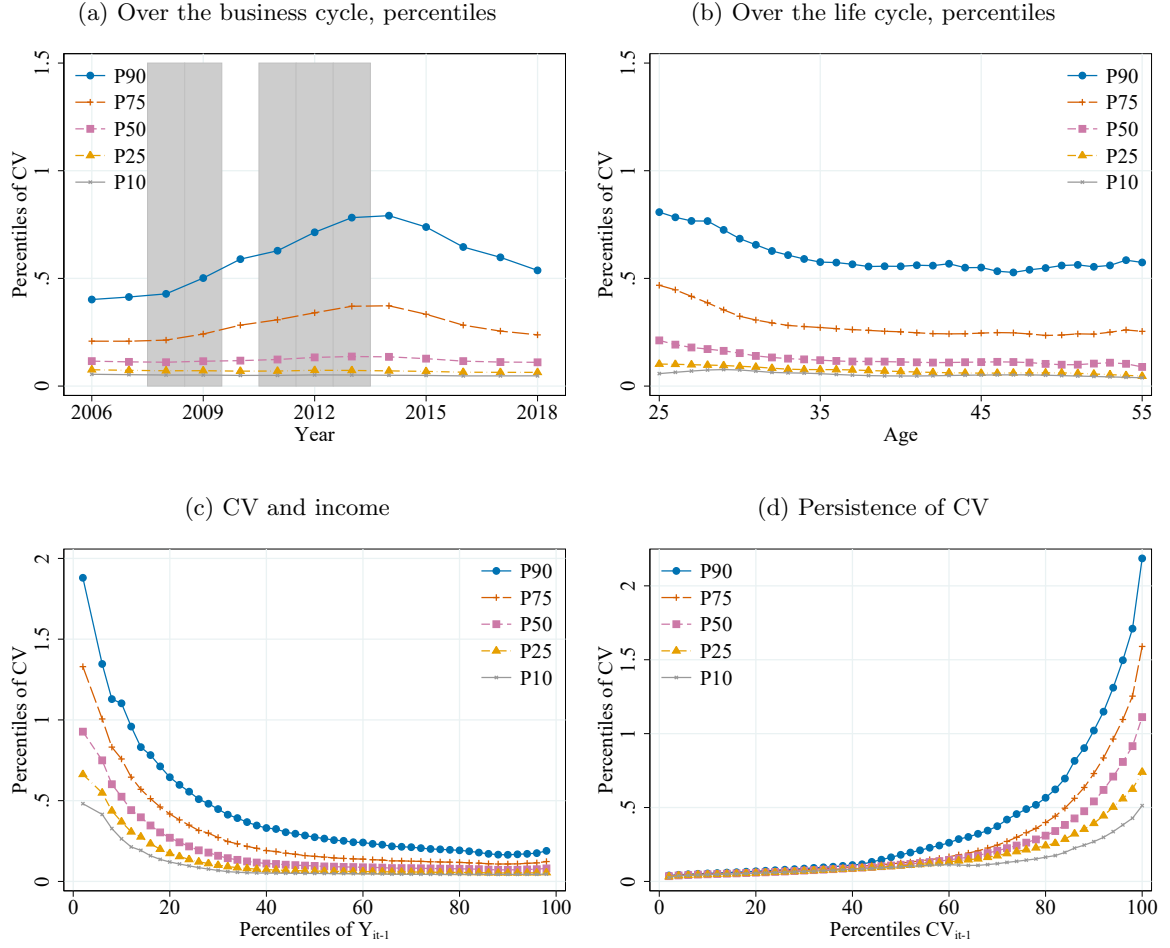 (a) Over the business cycle, percentiles
Percentiles of CV
1.5
1
.5
0
P90
P75
P50
P25
P10
2006
2009
2012
2015
2018
Year
(b) Over the life cycle, percentiles
Percentiles of CV
1.5
1
.5
0
P90
P75
P50
P25
P10
25
35
45
55
Age
(c) CV and income
Percentiles of CV
2
1.5
1
.5
0
P90
P75
P50
P25
P10
0
20
40
60
80
100
Percentiles of Y_{it-1}
(d) Persistence of CV
Percentiles of CV
2
1.5
1
.5
0
P90
P75
P50
P25
P10
0
20
40
60
80
100
Percentiles CV_{it-1}